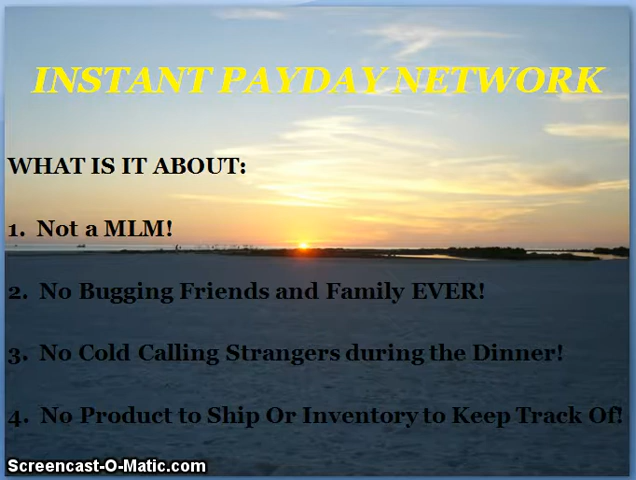 INSTANT PAYDAY NETWORK
WHAT IS IT ABOUT:
1. Not a MLM!
2. No Bugging Friends and Family EVER!
3. No Cold Calling Strangers during the Dinner!
4. No Product to Ship Or Inventory to Keep Track Of!
Screencast-O-Matic.com